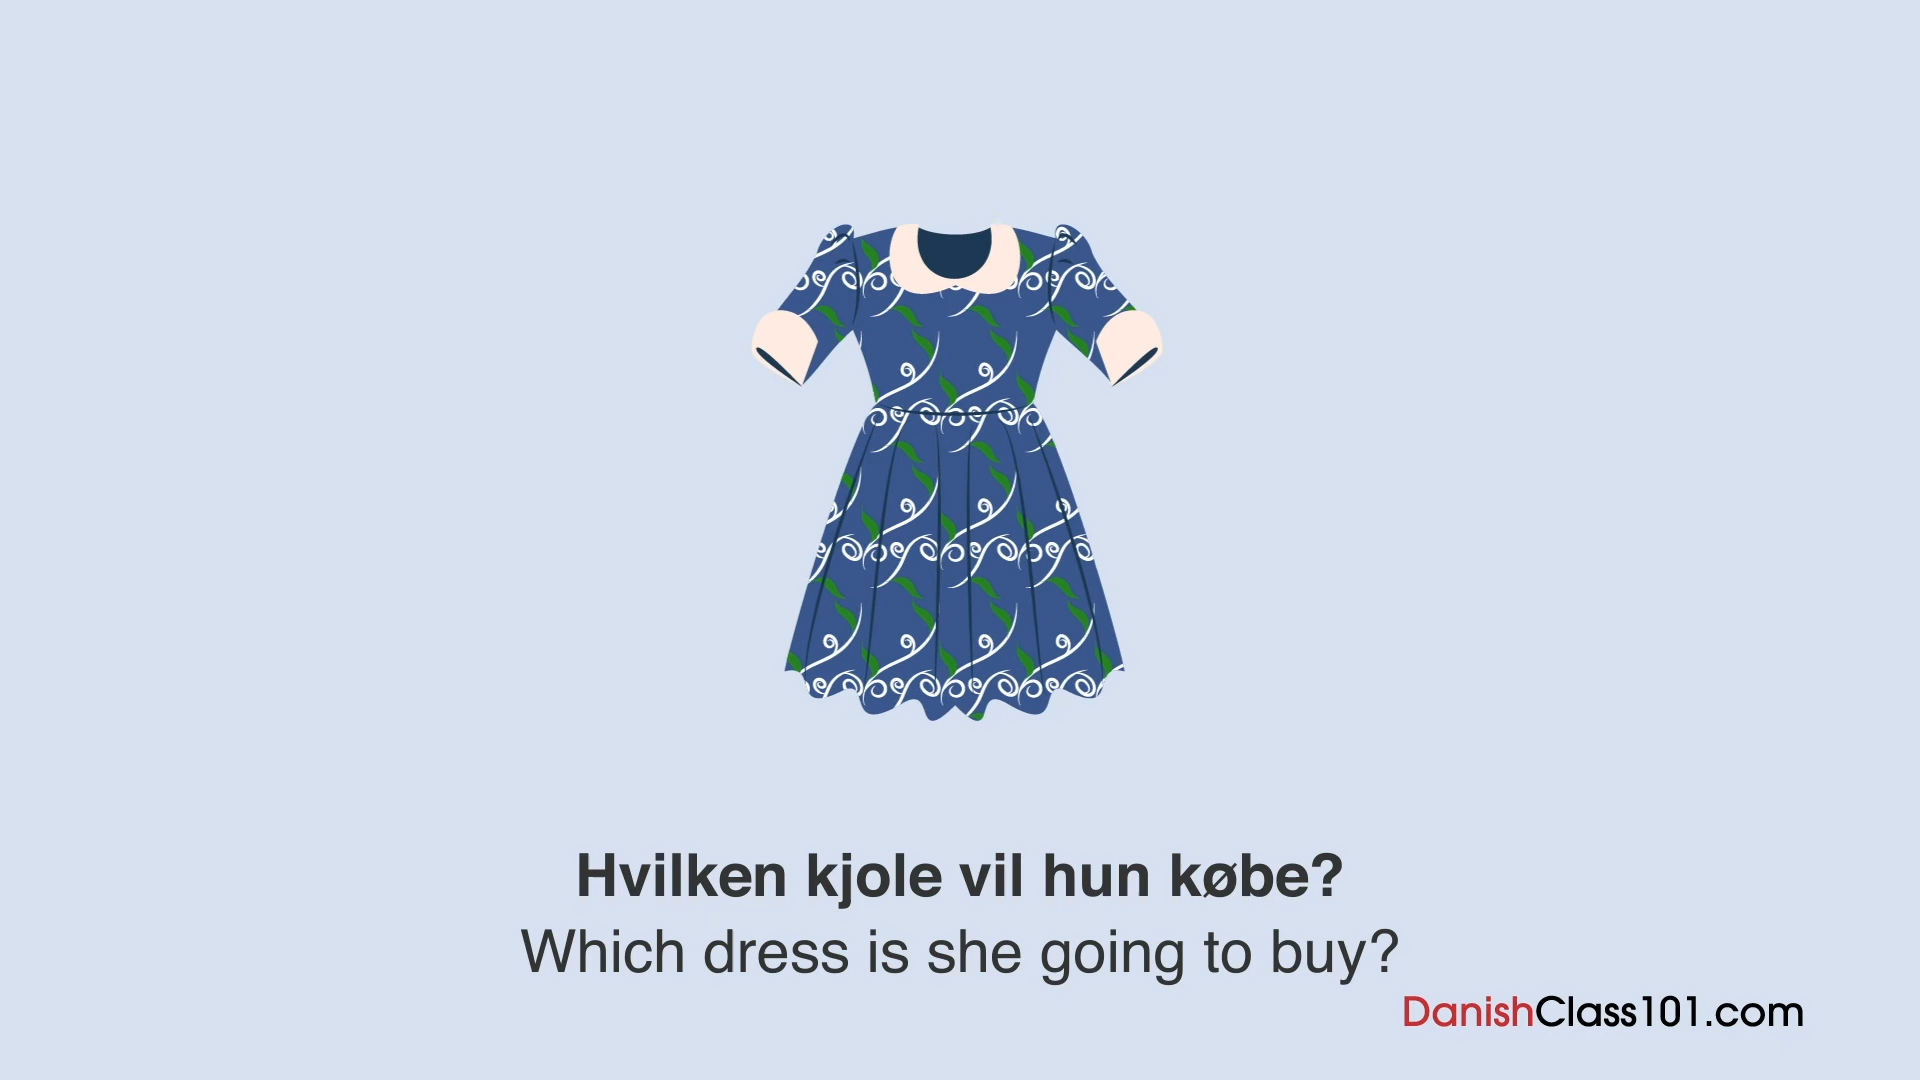 Hvilken kjole vil hun købe?
Which dress is she going to buy?
DanishClass101.com